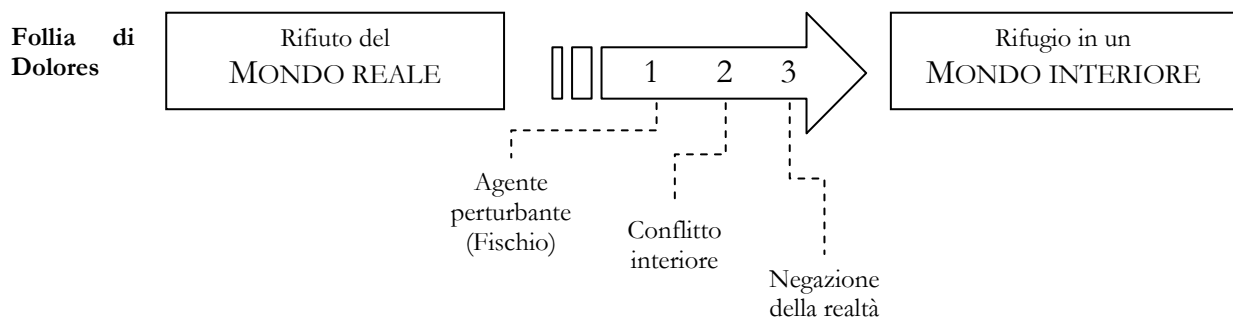 Follia di
Dolores
Rifiuto del
MONDO REALE
1 2 3
Rifugio in un
MONDO INTERIORE
Agente
perturbante
(Fischio)
Conflitto
interiore
Negazione
della realtà